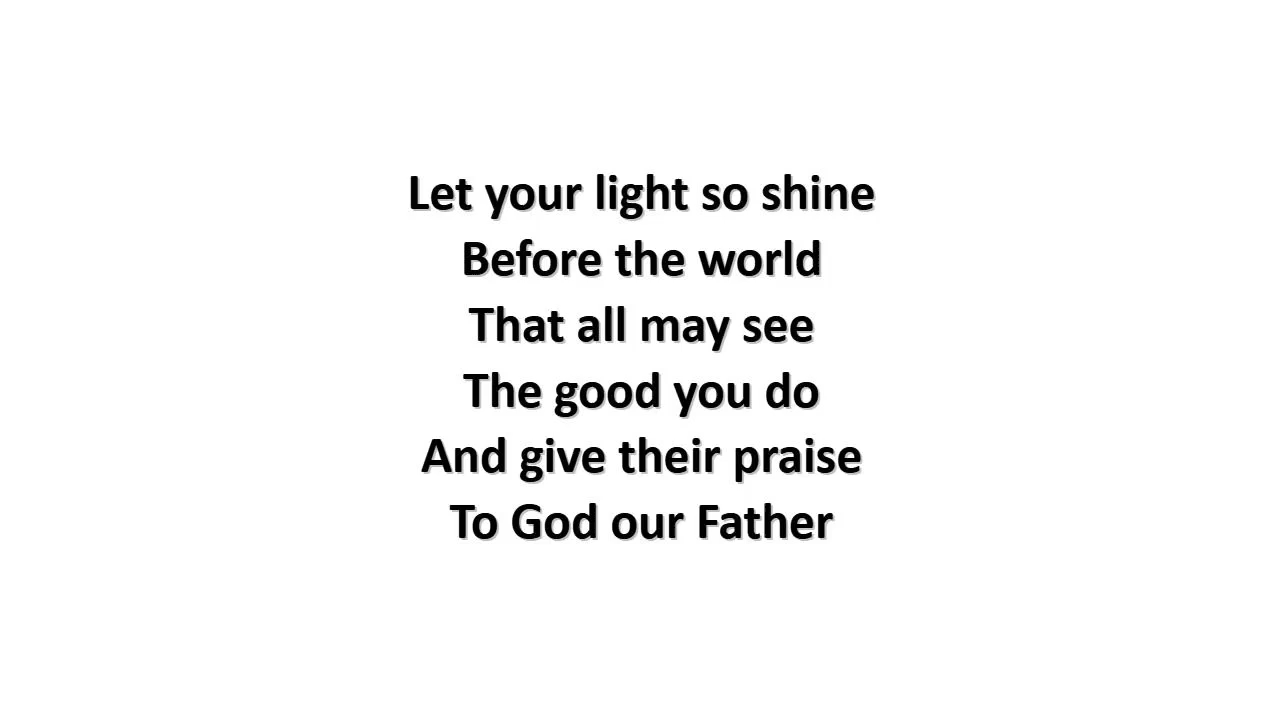 Let your light so shine
Before the world
That all may see
The good you do
And give their praise
To God our Father